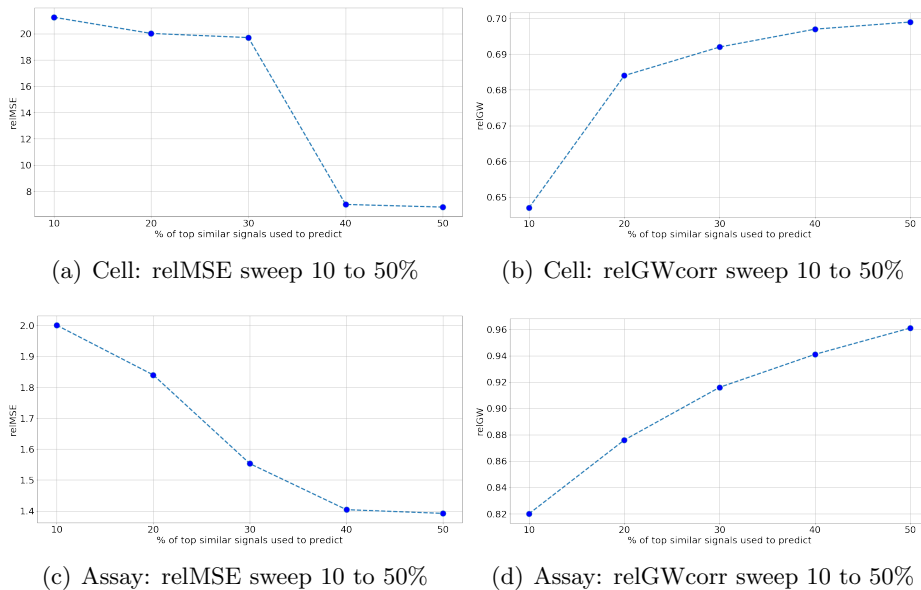 20
18
16
14
12
10
8
relMSE
10 20 30 40 50
% of top similar signals used to predict
(a) Cell: relMSE sweep 10 to 50%
0.70
0.69
0.68
0.67
0.66
0.65
relGW
10 20 30 40 50
% of top similar signals used to predict
(b) Cell: relGWcorr sweep 10 to 50%
2.0
1.9
1.8
1.7
1.6
1.5
1.4
relMSE
10 20 30 40 50
% of top similar signals used to predict
(c) Assay: relMSE sweep 10 to 50%
0.96
0.94
0.92
0.90
0.88
0.86
0.84
0.82
relGW
10 20 30 40 50
% of top similar signals used to predict
(d) Assay: relGWcorr sweep 10 to 50%